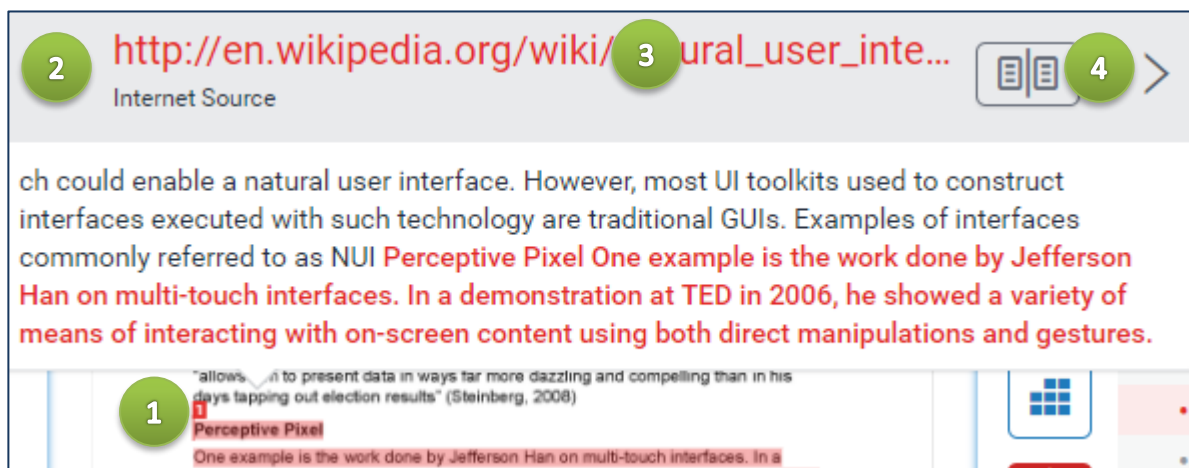 2
http://en.wikipedia.org/wiki/
3
ural_user_inte...
4
Internet Source
ch could enable a natural user interface. However, most UI toolkits used to construct
interfaces executed with such technology are traditional GUIs. Examples of interfaces
commonly referred to as NUI Perceptive Pixel One example is the work done by Jefferson
Han on multi-touch interfaces. In a demonstration at TED in 2006, he showed a variety of
means of interacting with on-screen content using both direct manipulations and gestures.
"allows to present data in ways far more dazzling and compelling than in his
days tapping out election results" (Steinberg, 2008)
1
1
Perceptive Pixel
One example is the work done by Jefferson Han on multi-touch interfaces. In a